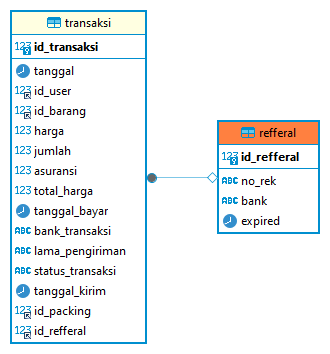 transaksi
123 id_transaksi
tanggal
123 id_user
123 id_barang
123 harga
123 jumlah
123 asuransi
123 total_harga
tanggal_bayar
ABC bank_transaksi
ABC lama_pengiriman
ABC status_transaksi
tanggal_kirim
123 id_packing
123 id_refferal
refferal
123 id_refferal
ABC no_rek
ABC bank
expired